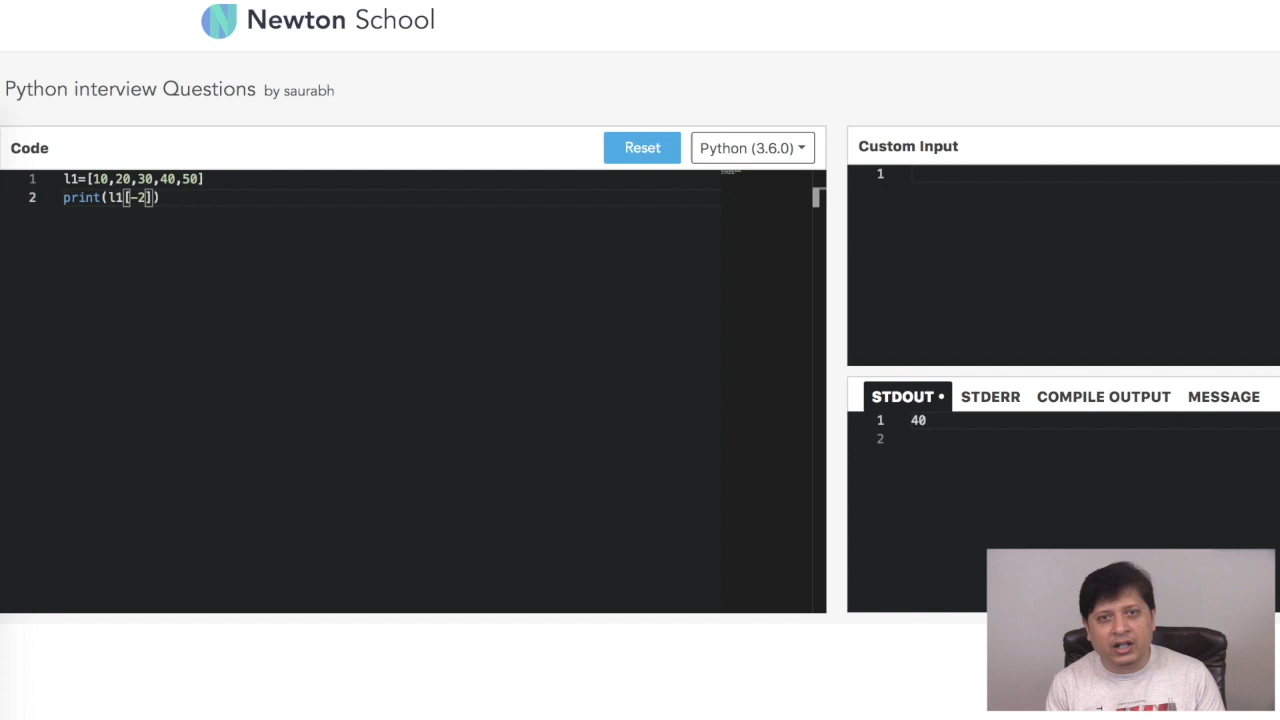 Newton School
Python interview Questions by saurabh
Code
Reset
Python (3.6.0)
1 l1=[10,20,30,40,50]
2 print(l1[-2])
Custom Input
1
STDOUT •
STDERR
COMPILE OUTPUT
MESSAGE
1 40
2